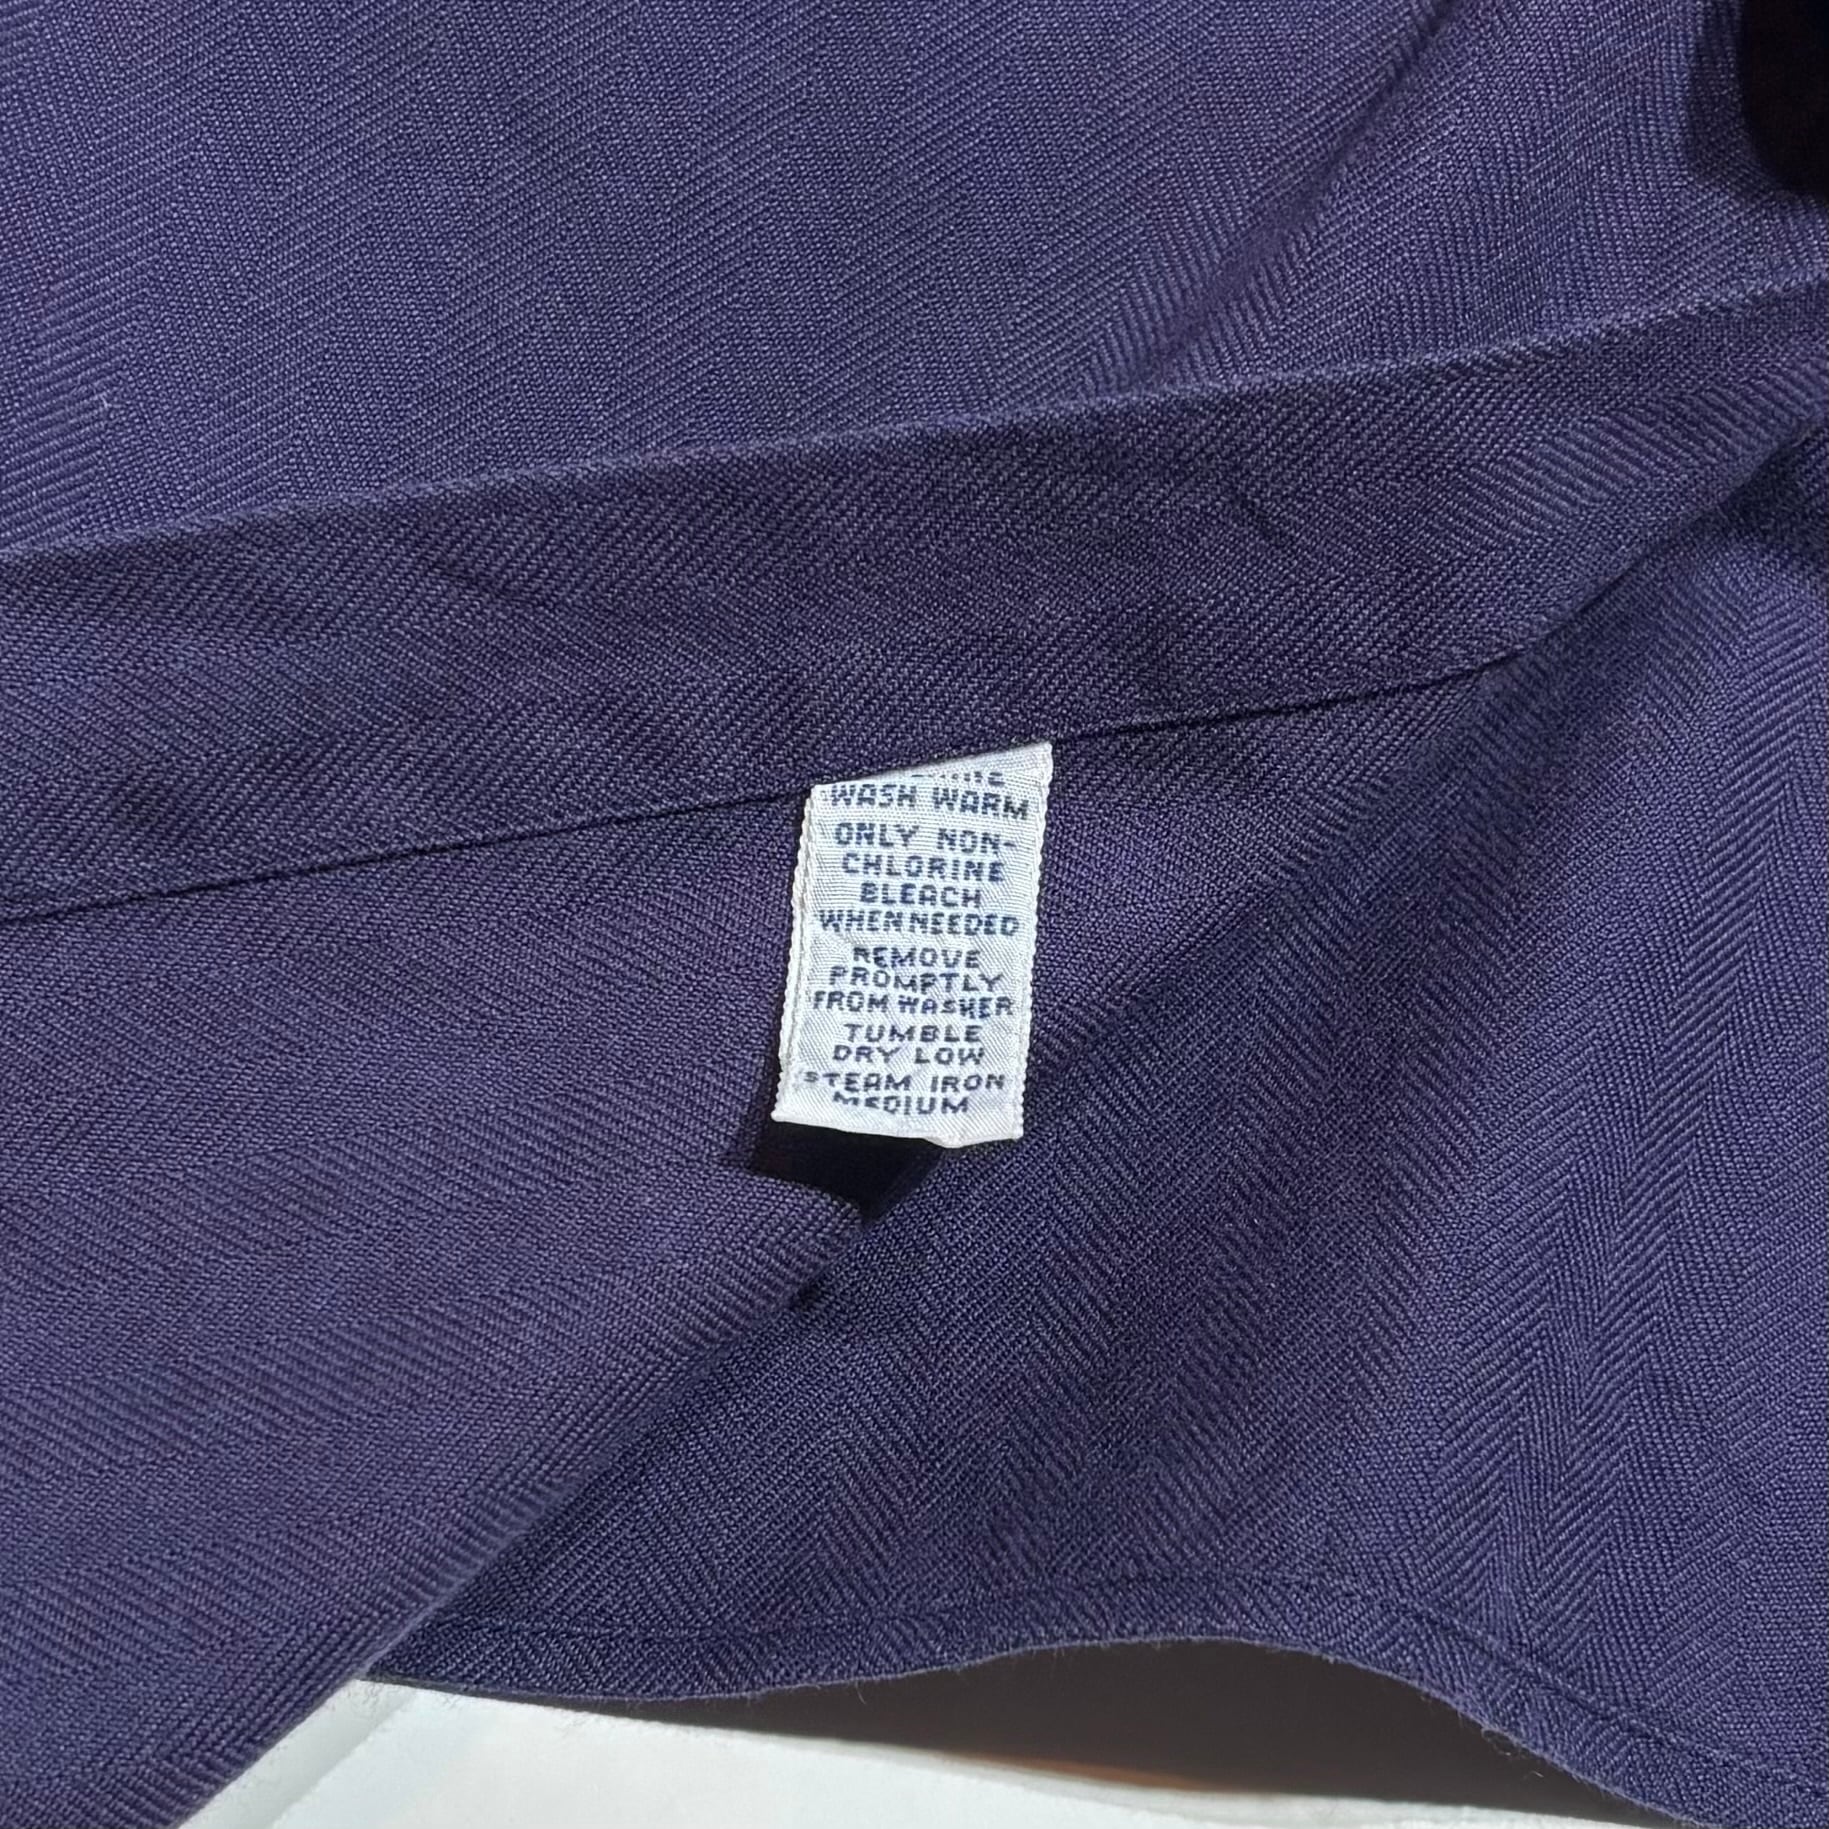 WASH WARM
ONLY NON-
CHLORINE
BLEACH
WHEN NEEDED
REMOVE
PROMPTLY
FROM WASHER
TUMBLE
DRY LOW
STEAM IRON
MEDIUM